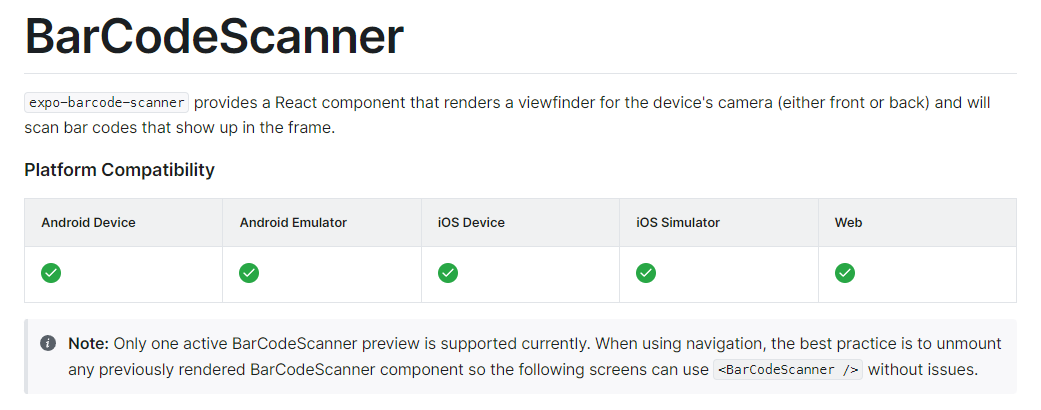 BarCodeScanner
expo-barcode-scanner provides a React component that renders a viewfinder for the device's camera (either front or back) and will
scan bar codes that show up in the frame.
Platform Compatibility
Android Device Android Emulator iOS Device iOS Simulator Web
Note: Only one active BarCodeScanner preview is supported currently. When using navigation, the best practice is to unmount
any previously rendered BarCodeScanner component so the following screens can use <BarCodeScanner /> without issues.